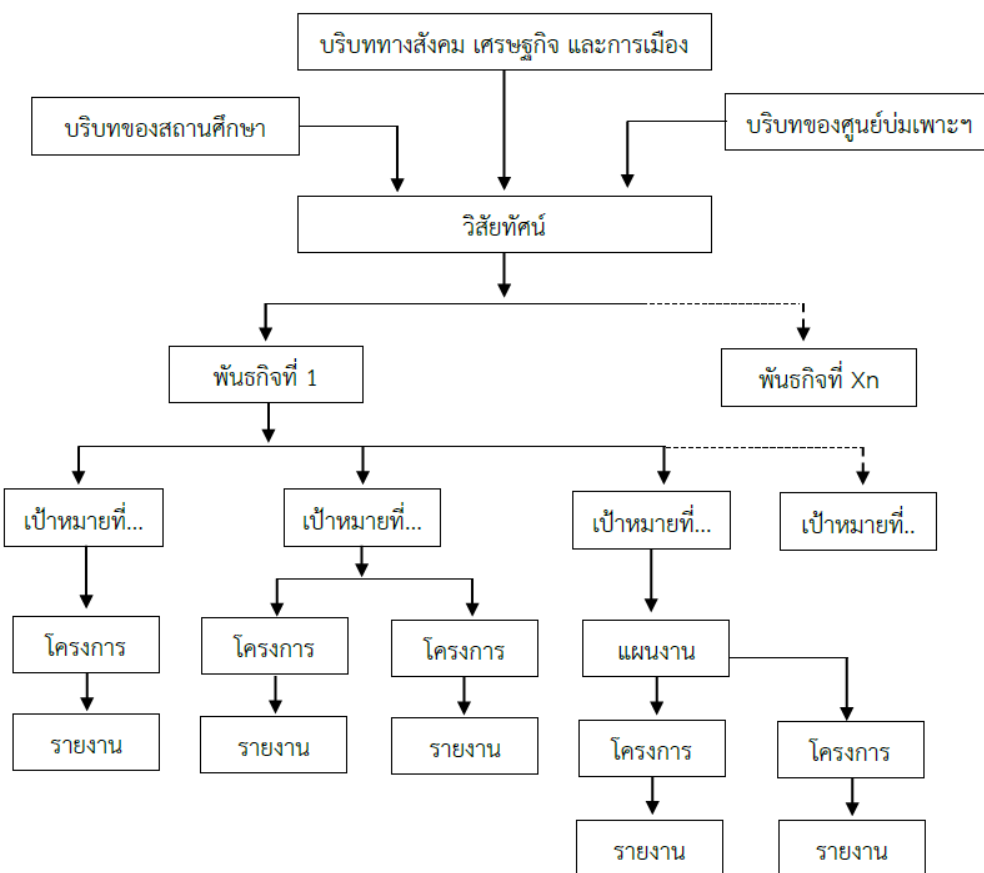 บริบททางสังคม เศรษฐกิจ และการเมือง
บริบทของสถานศึกษา
บริบทของศูนย์บ่มเพาะฯ
วิสัยทัศน์
พันธกิจที่ 1
พันธกิจที่ Xn
เป้าหมายที่...
เป้าหมายที่...
เป้าหมายที่...
เป้าหมายที่..
โครงการ
โครงการ
โครงการ
แผนงาน
รายงาน
รายงาน
รายงาน
โครงการ
โครงการ
รายงาน
รายงาน